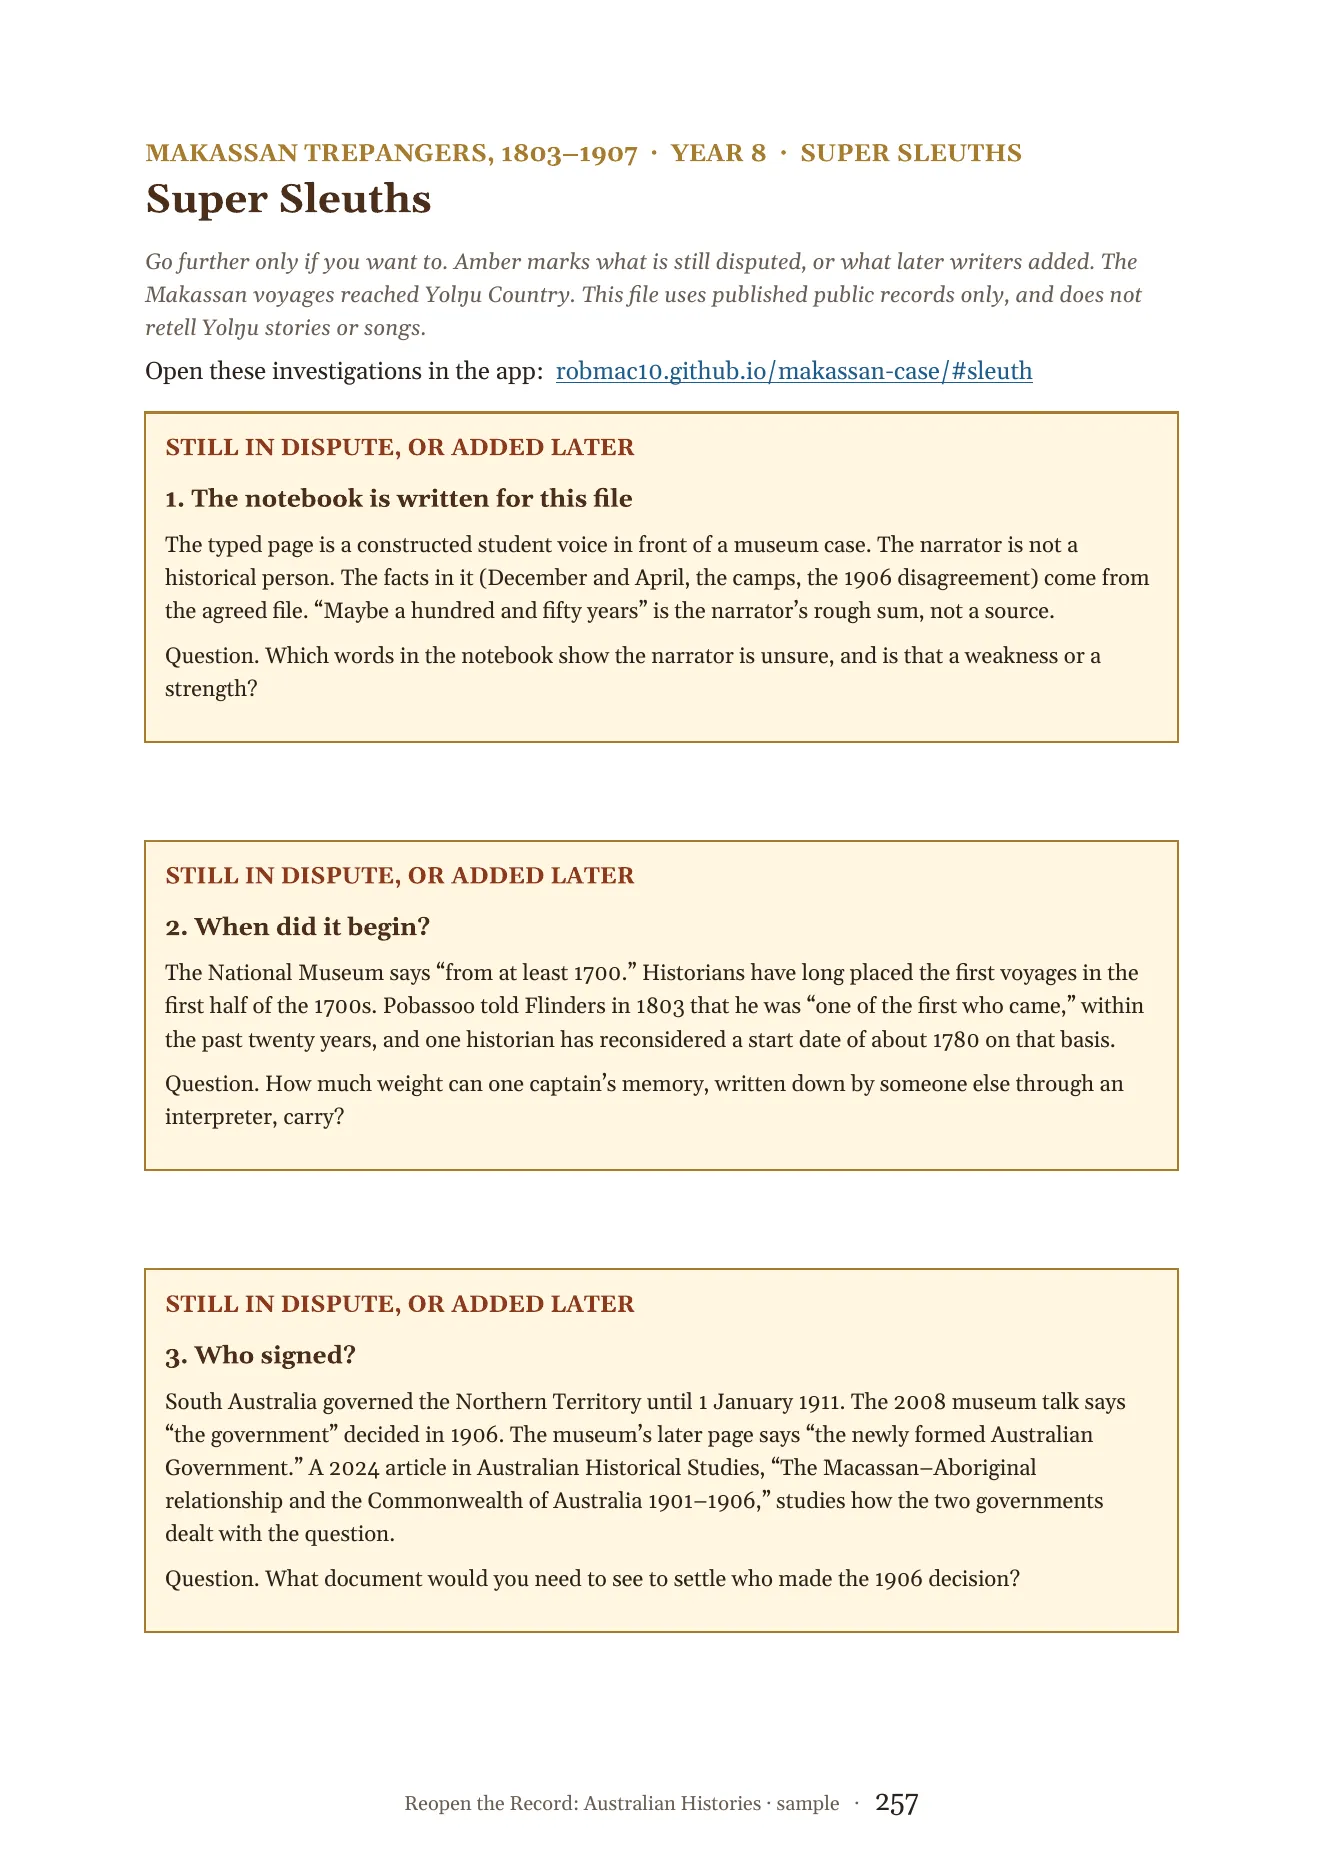 MAKASSAN TREPANGERS, 1803–1907 · YEAR 8 · SUPER SLEUTHS
Super Sleuths
Go further only if you want to. Amber marks what is still disputed, or what later writers added. The
Makassan voyages reached Yolŋu Country. This file uses published public records only, and does not
retell Yolŋu stories or songs.
Open these investigations in the app: robmac10.github.io/makassan-case/#sleuth
STILL IN DISPUTE, OR ADDED LATER
1. The notebook is written for this file
The typed page is a constructed student voice in front of a museum case. The narrator is not a
historical person. The facts in it (December and April, the camps, the 1906 disagreement) come from
the agreed file. “Maybe a hundred and fifty years” is the narrator’s rough sum, not a source.
Question. Which words in the notebook show the narrator is unsure, and is that a weakness or a
strength?
STILL IN DISPUTE, OR ADDED LATER
2. When did it begin?
The National Museum says “from at least 1700.” Historians have long placed the first voyages in the
first half of the 1700s. Pobassoo told Flinders in 1803 that he was “one of the first who came,” within
the past twenty years, and one historian has reconsidered a start date of about 1780 on that basis.
Question. How much weight can one captain’s memory, written down by someone else through an
interpreter, carry?
STILL IN DISPUTE, OR ADDED LATER
3. Who signed?
South Australia governed the Northern Territory until 1 January 1911. The 2008 museum talk says
“the government” decided in 1906. The museum’s later page says “the newly formed Australian
Government.” A 2024 article in Australian Historical Studies, “The Macassan–Aboriginal
relationship and the Commonwealth of Australia 1901–1906,” studies how the two governments
dealt with the question.
Question. What document would you need to see to settle who made the 1906 decision?
Reopen the Record: Australian Histories · sample · 257